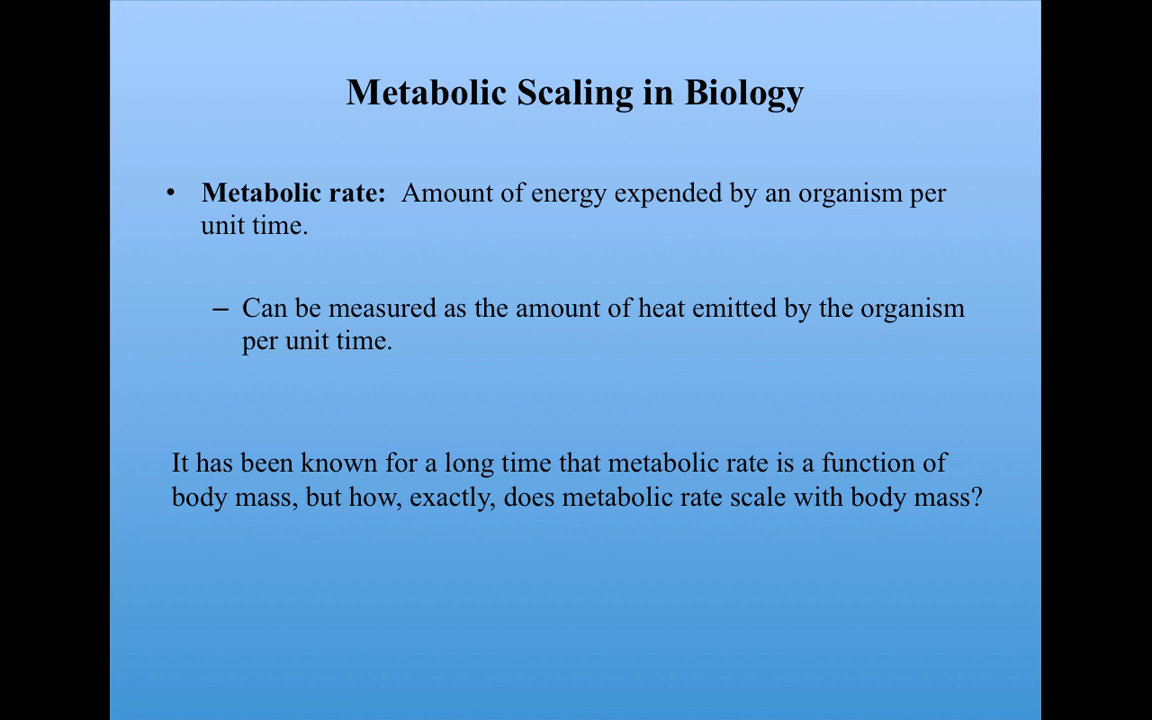 Metabolic Scaling in Biology
• Metabolic rate: Amount of energy expended by an organism per
unit time.
– Can be measured as the amount of heat emitted by the organism
per unit time.
It has been known for a long time that metabolic rate is a function of
body mass, but how, exactly, does metabolic rate scale with body mass?